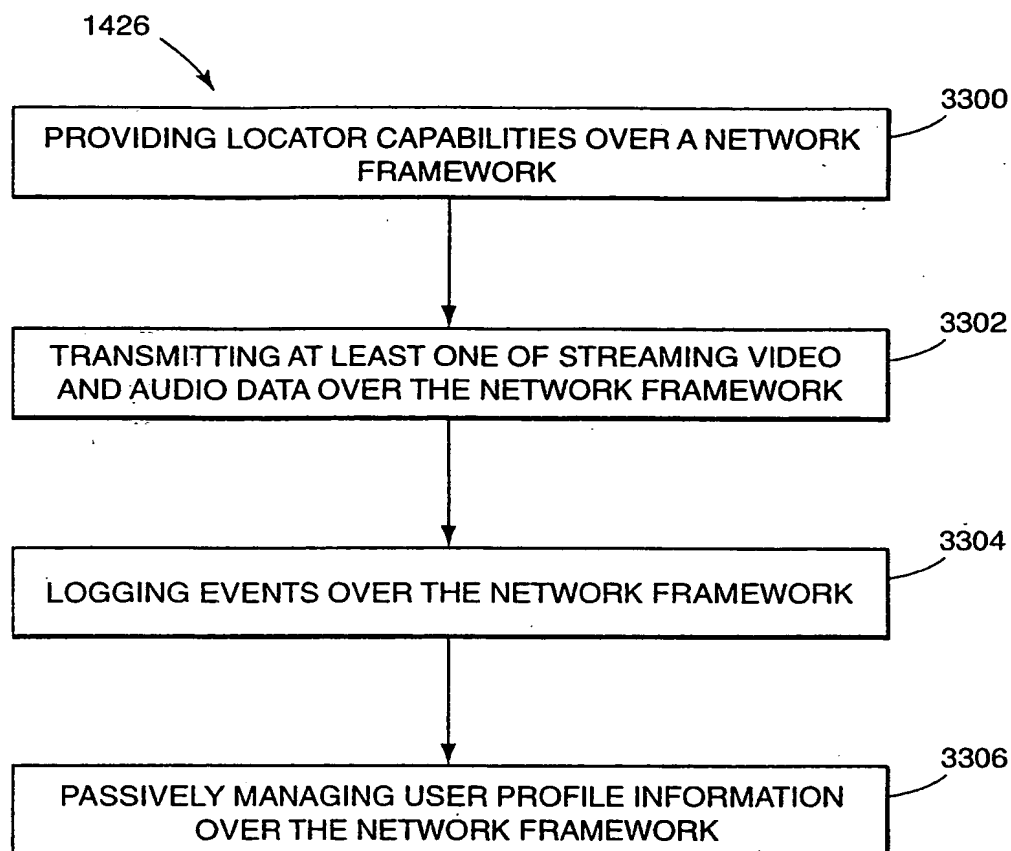 1426
3300
PROVIDING LOCATOR CAPABILITIES OVER A NETWORK
FRAMEWORK
3302
TRANSMITTING AT LEAST ONE OF STREAMING VIDEO
AND AUDIO DATA OVER THE NETWORK FRAMEWORK
3304
LOGGING EVENTS OVER THE NETWORK FRAMEWORK
3306
PASSIVELY MANAGING USER PROFILE INFORMATION
OVER THE NETWORK FRAMEWORK